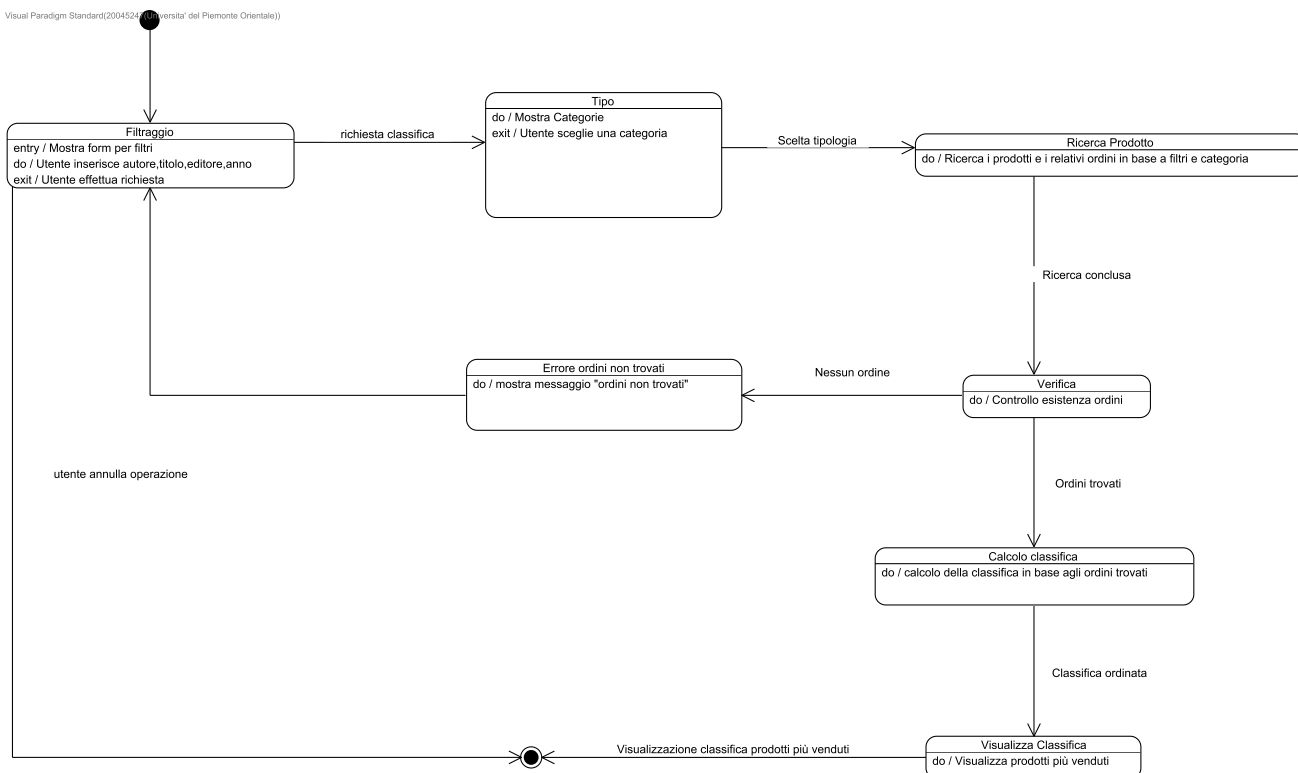 Visual Paradigm Standard(20045247(Universita' del Piemonte Orientale))
Filtraggio
entry / Mostra form per filtri
do / Utente inserisce autore,titolo,editore,anno
exit / Utente effettua richiesta
richiesta classifica
Tipo
do / Mostra Categorie
exit / Utente sceglie una categoria
Scelta tipologia
Ricerca Prodotto
do / Ricerca i prodotti e i relativi ordini in base a filtri e categoria
Ricerca conclusa
Verifica
do / Controllo esistenza ordini
Nessun ordine
Errore ordini non trovati
do / mostra messaggio "ordini non trovati"
utente annulla operazione
Ordini trovati
Calcolo classifica
do / calcolo della classifica in base agli ordini trovati
Classifica ordinata
Visualizza Classifica
do / Visualizza prodotti più venduti
Visualizzazione classifica prodotti più venduti